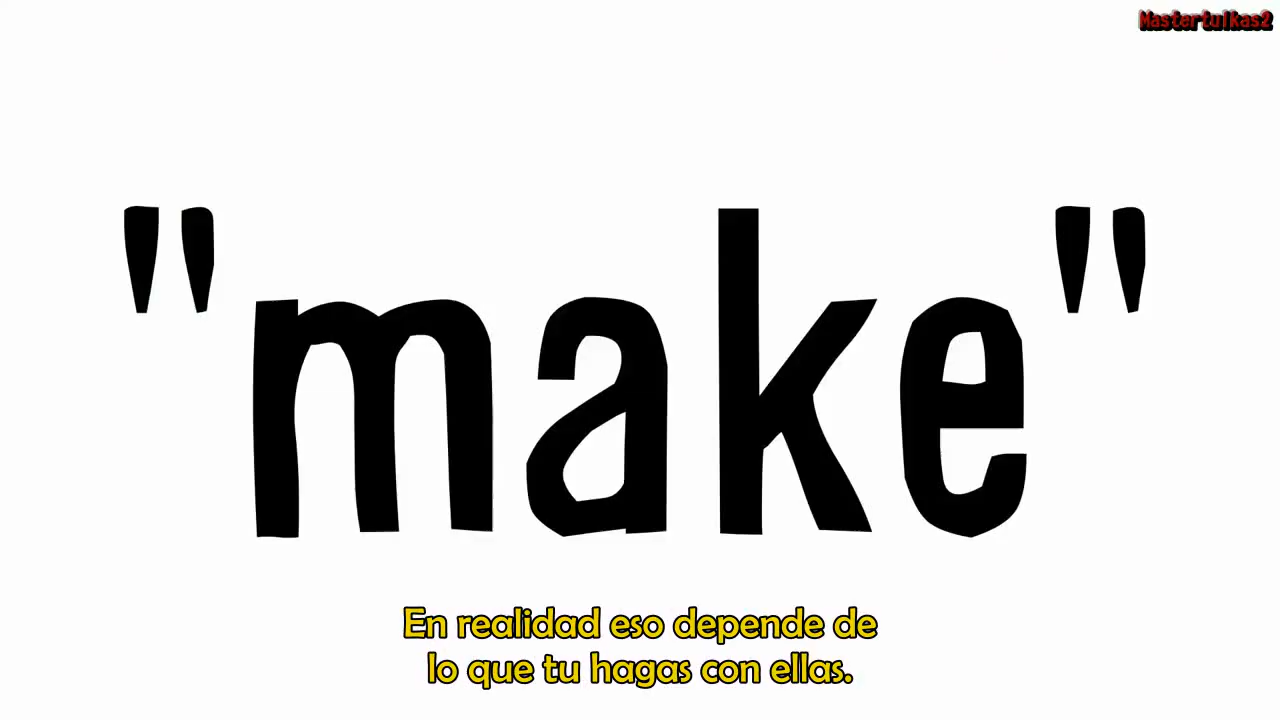 Mastertulkas2
"make"
En realidad eso depende de
lo que tu hagas con ellas.